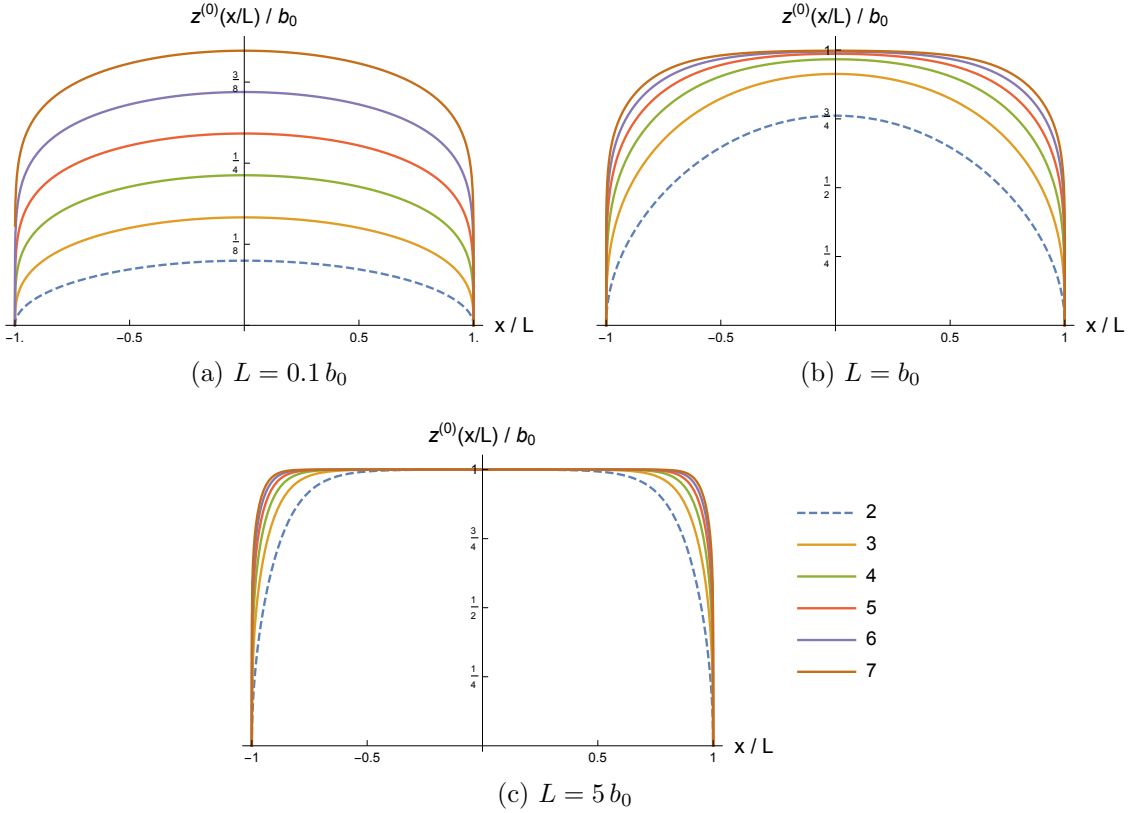 z^(0)(x/L) / b_0
3/8
1/4
1/8
−1. −0.5 0.5 1. x / L
(a) L = 0.1 b_0
z^(0)(x/L) / b_0
1
3/4
1/2
1/4
−1 −0.5 0.5 1 x / L
(b) L = b_0
z^(0)(x/L) / b_0
1
3/4
1/2
1/4
−1 −0.5 0.5 1 x / L
(c) L = 5 b_0
2
3
4
5
6
7